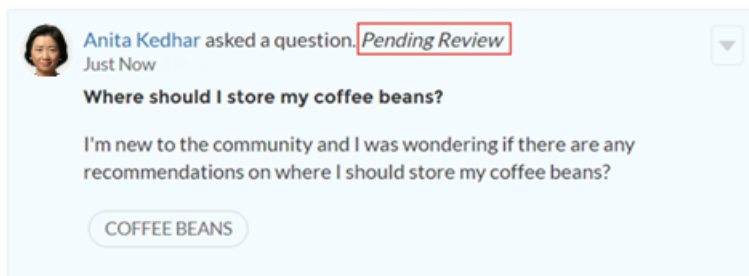 Anita Kedhar asked a question. Pending Review
Just Now
Where should I store my coffee beans?
I'm new to the community and I was wondering if there are any
recommendations on where I should store my coffee beans?
COFFEE BEANS